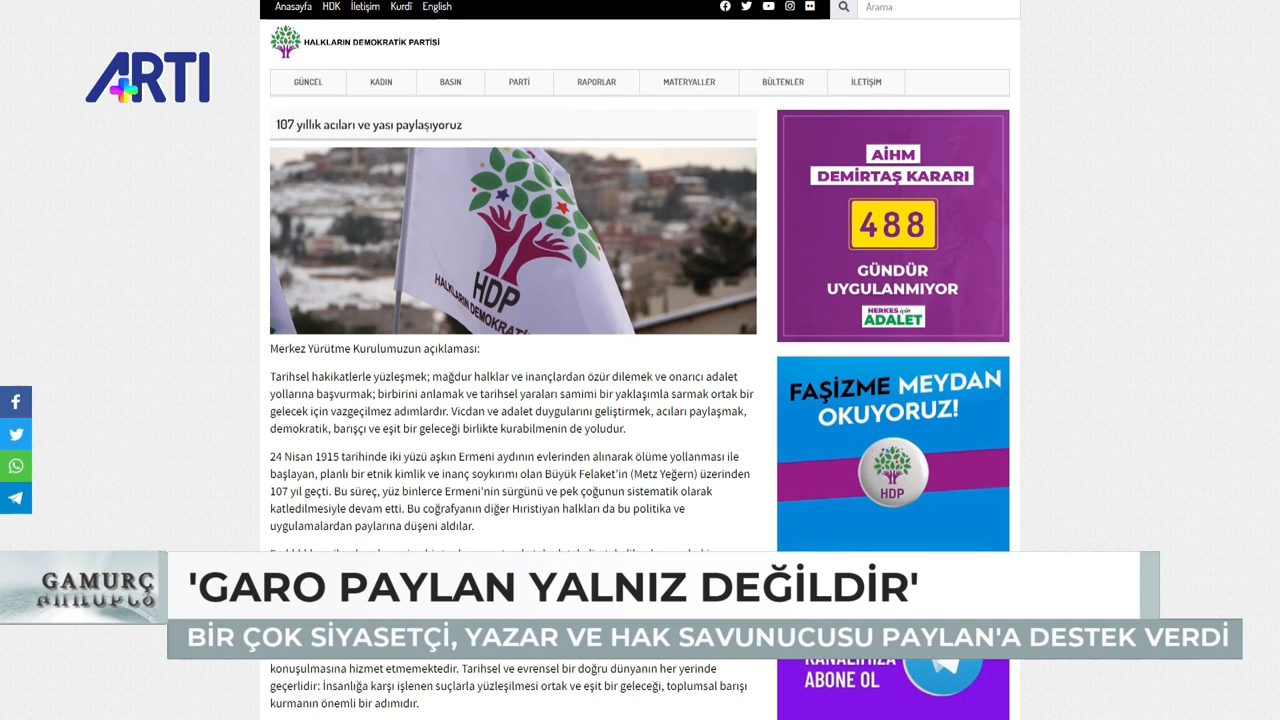 Anasayfa HDK İletişim Kurdî English
Arama
HALKLARIN DEMOKRATİK PARTİSİ
ARTI
GÜNCEL KADIN BASIN PARTİ RAPORLAR MATERYALLER BÜLTENLER İLETİŞİM
107 yıllık acıları ve yası paylaşıyoruz
HDP
HALKLARIN DEMOKRATİ
Merkez Yürütme Kurulumuzun açıklaması:
Tarihsel hakikatlerle yüzleşmek; mağdur halklar ve inançlardan özür dilemek ve onarıcı adalet
yollarına başvurmak; birbirini anlamak ve tarihsel yaraları samimi bir yaklaşımla sarmak ortak bir
gelecek için vazgeçilmez adımlardır. Vicdan ve adalet duygularını geliştirmek, acıları paylaşmak,
demokratik, barışçı ve eşit bir geleceği birlikte kurabilmenin de yoludur.
24 Nisan 1915 tarihinde iki yüzü aşkın Ermeni aydının evlerinden alınarak ölüme yollanması ile
başlayan, planlı bir etnik kimlik ve inanç soykırımı olan Büyük Felaket'in (Metz Yeğern) üzerinden
107 yıl geçti. Bu süreç, yüz binlerce Ermeni'nin sürgünü ve pek çoğunun sistematik olarak
katledilmesiyle devam etti. Bu coğrafyanın diğer Hıristiyan halkları da bu politika ve
uygulamalardan paylarına düşeni aldılar.
AİHM
DEMİRTAŞ KARARI
488
GÜNDÜR
UYGULANMIYOR
HERKES için
ADALET
FAŞİZME MEYDAN
OKUYORUZ!
HDP
GAMURÇ
'GARO PAYLAN YALNIZ DEĞİLDİR'
BİR ÇOK SİYASETÇİ, YAZAR VE HAK SAVUNUCUSU PAYLAN'A DESTEK VERDİ
konuşulmasına hizmet etmemektedir. Tarihsel ve evrensel bir doğru dünyanın her yerinde
geçerlidir: İnsanlığa karşı işlenen suçlarla yüzleşilmesi ortak ve eşit bir geleceği, toplumsal barışı
kurmanın önemli bir adımıdır.
KANALIMIZA
ABONE OL